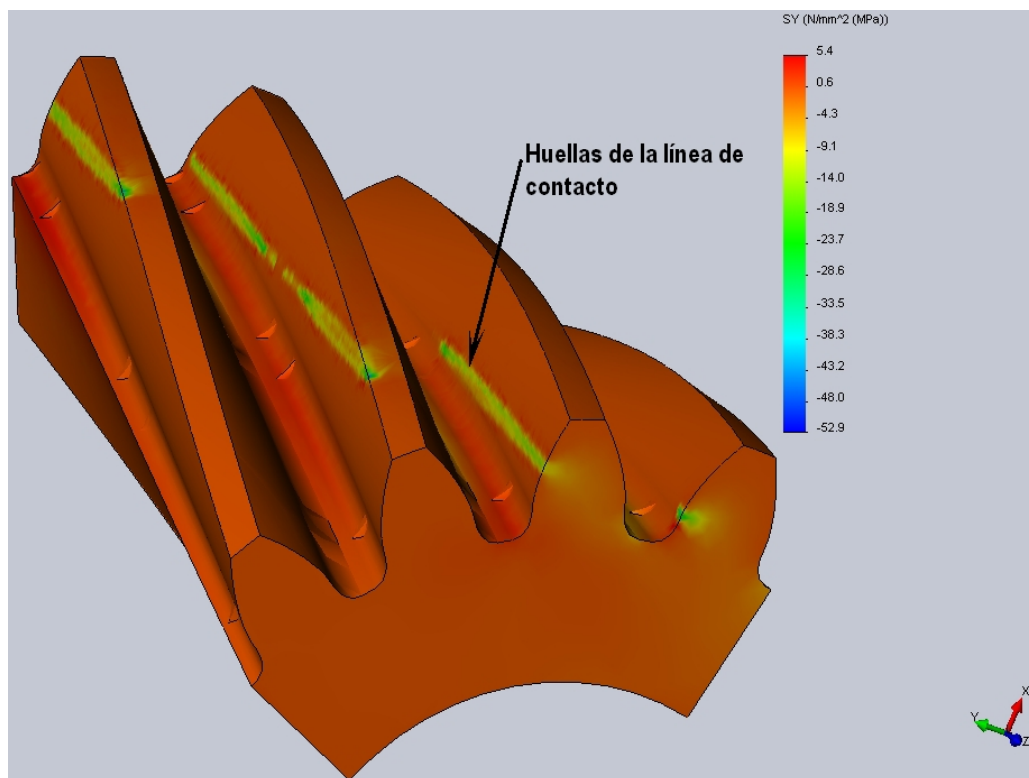 SY (N/mm^2 (MPa))
5.4
0.6
-4.3
-9.1
-14.0
-18.9
-23.7
-28.6
-33.5
-38.3
-43.2
-48.0
-52.9
Huellas de la línea de
contacto
X
Y
Z